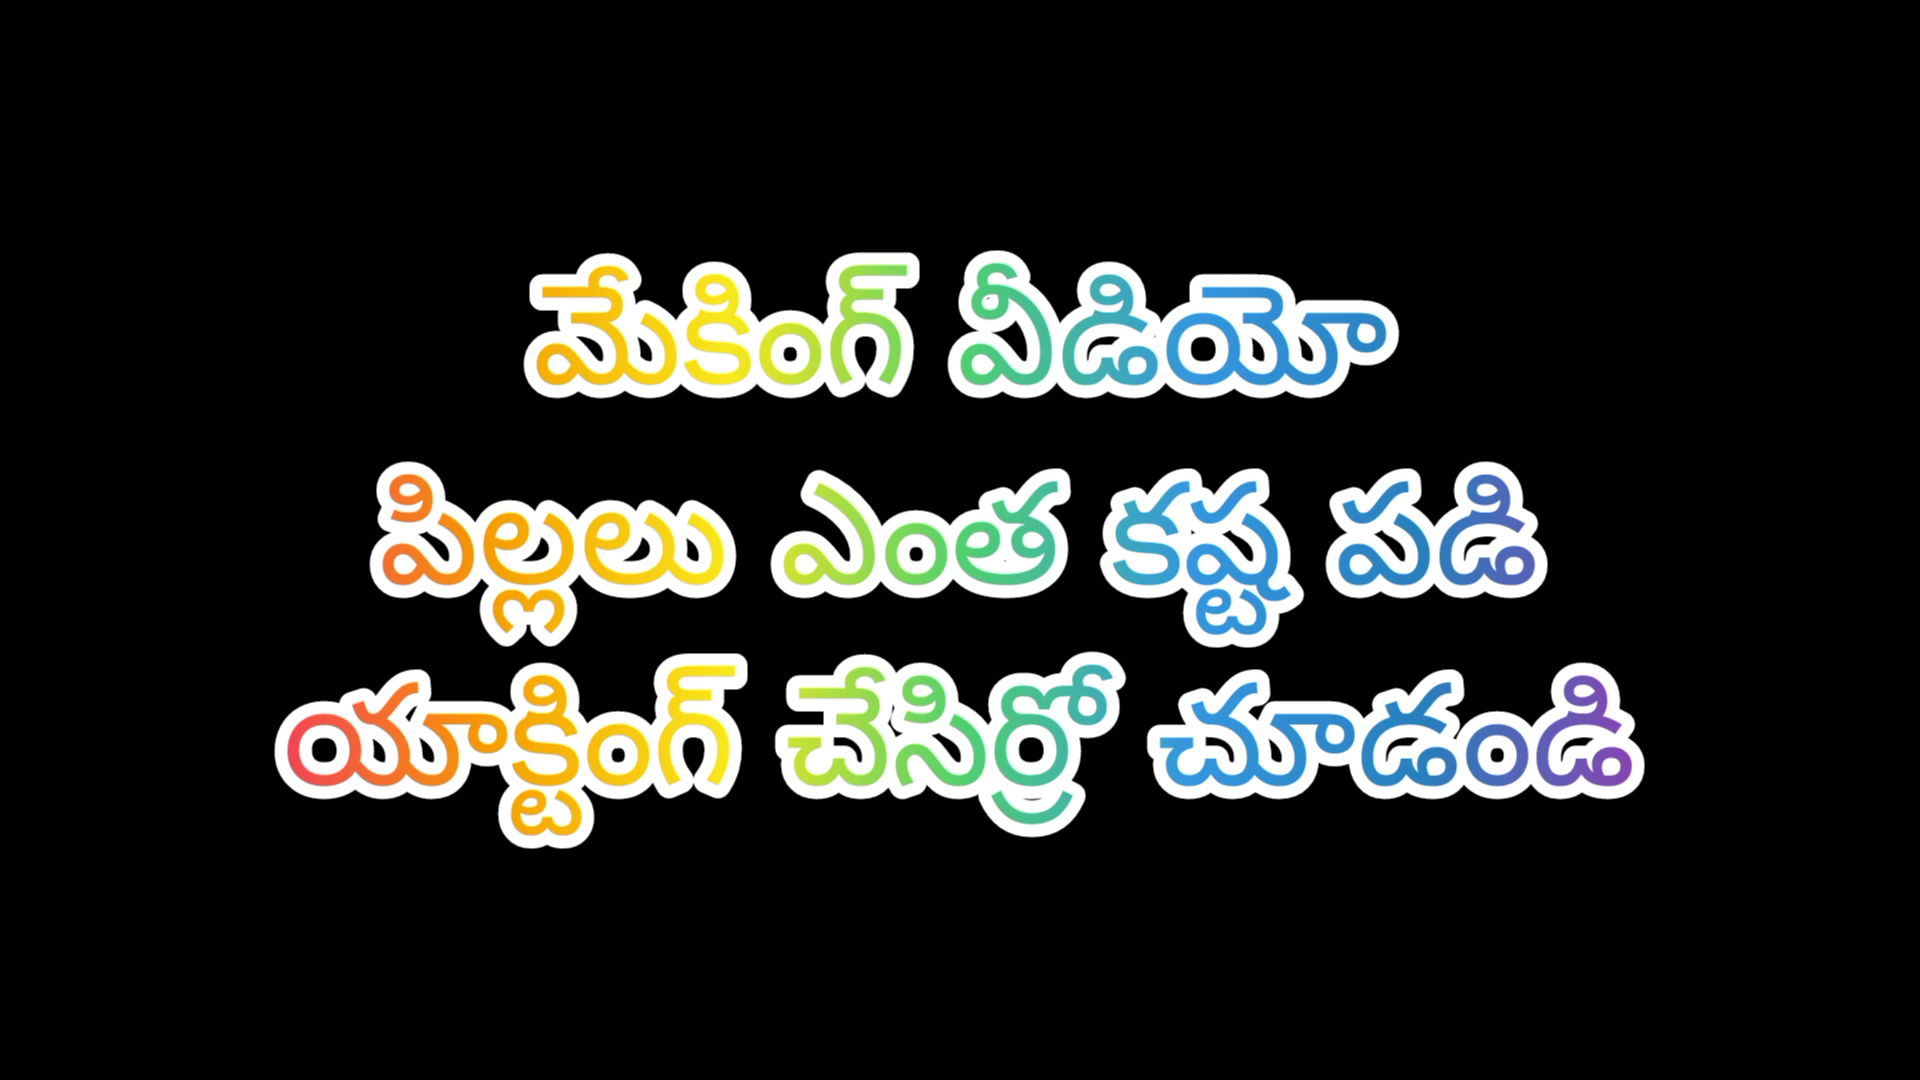 మేకింగ్ వీడియో
పిల్లలు ఎంత కష్ట పడి
యాక్టింగ్ చేసిర్రో చూడండి